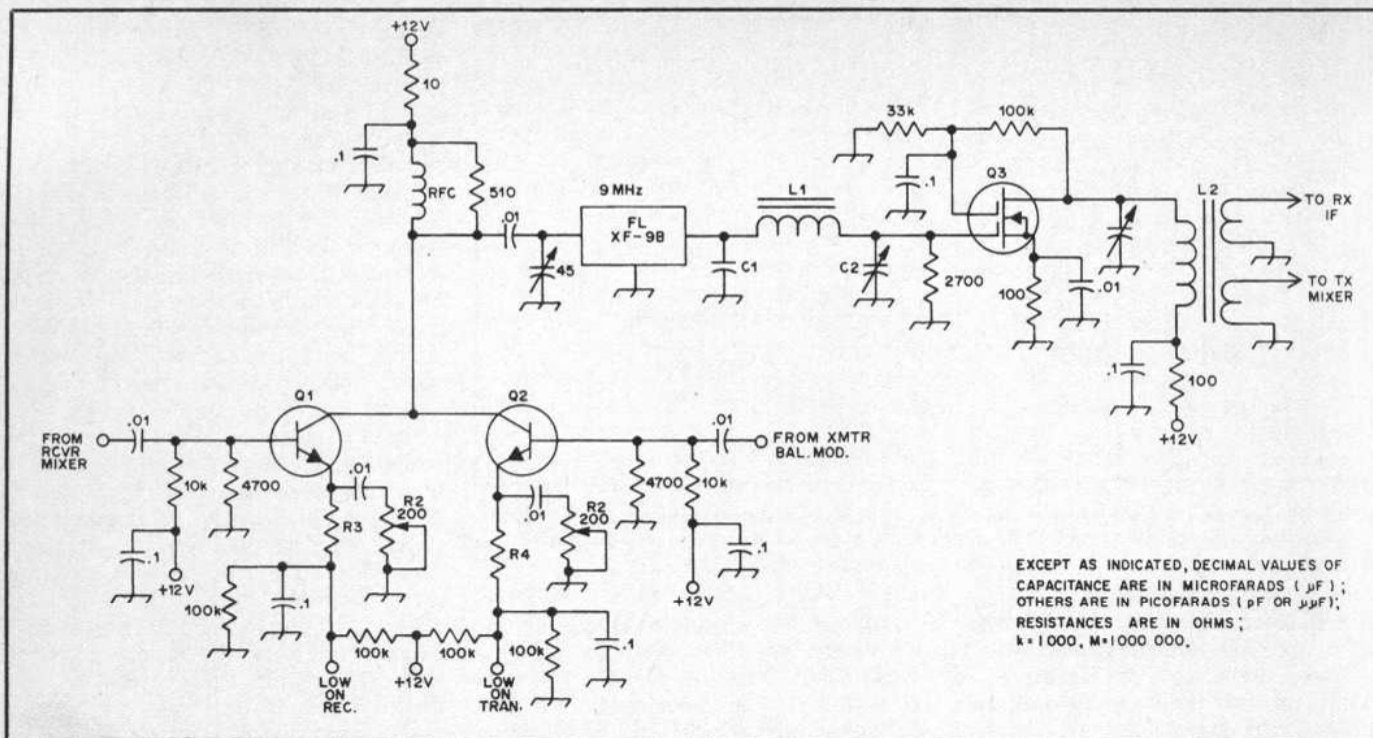 +12V
10
.1
RFC
510
.01
45
9 MHz
FL
XF-9B
C1
L1
C2
2700
33k
100k
.1
Q3
100
.01
L2
TO RX
IF
TO TX
MIXER
.1
100
+12V
Q1
Q2
FROM
RCVR
MIXER
.01
10k
4700
.1
+12V
R3
.01
R2
200
100k
.1
100k
+12V
100k
LOW
ON
REC.
LOW
ON
TRAN.
R4
.01
R2
200
100k
.1
4700
10k
.01
FROM XMTR
BAL. MOD.
.1
+12V
EXCEPT AS INDICATED, DECIMAL VALUES OF
CAPACITANCE ARE IN MICROFARADS ( µF ) ;
OTHERS ARE IN PICOFARADS ( pF OR µµF);
RESISTANCES ARE IN OHMS ;
k = 1000, M=1000 000.